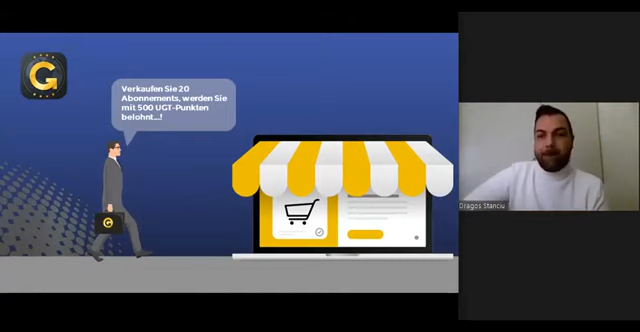 G
Verkaufen Sie 20
Abonnements, werden Sie
mit 500 UGT-Punkten
belohnt...!
G
Dragos Stanciu